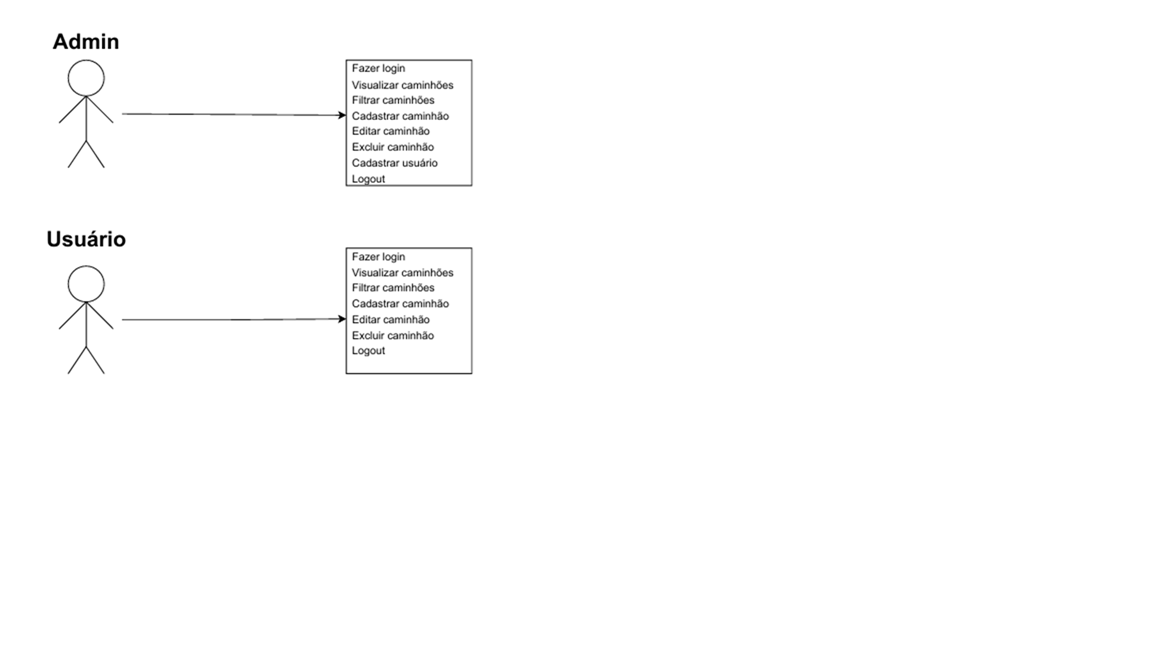 Admin
Fazer login
Visualizar caminhões
Filtrar caminhões
Cadastrar caminhão
Editar caminhão
Excluir caminhão
Cadastrar usuário
Logout
Usuário
Fazer login
Visualizar caminhões
Filtrar caminhões
Cadastrar caminhão
Editar caminhão
Excluir caminhão
Logout